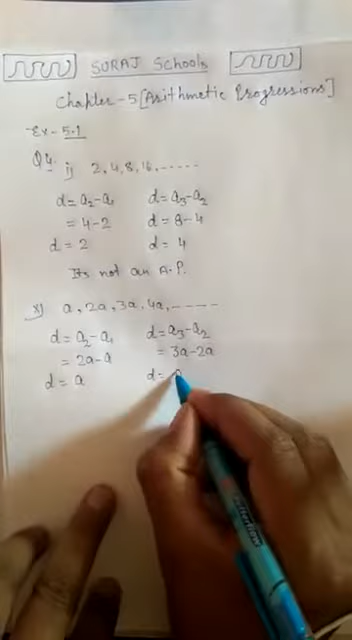 SURAJ Schools
Chapter-5 [Arithmetic Progressions]
Ex-5.1
Q4. i) 2, 4, 8, 16, -----
d = a₂-a₁ d = a₃-a₂
= 4-2 d = 8-4
d = 2 d = 4
Its not an A.P.
x) a, 2a, 3a, 4a, ----
d = a₂-a₁ d = a₃-a₂
= 2a-a = 3a-2a
d = a d =